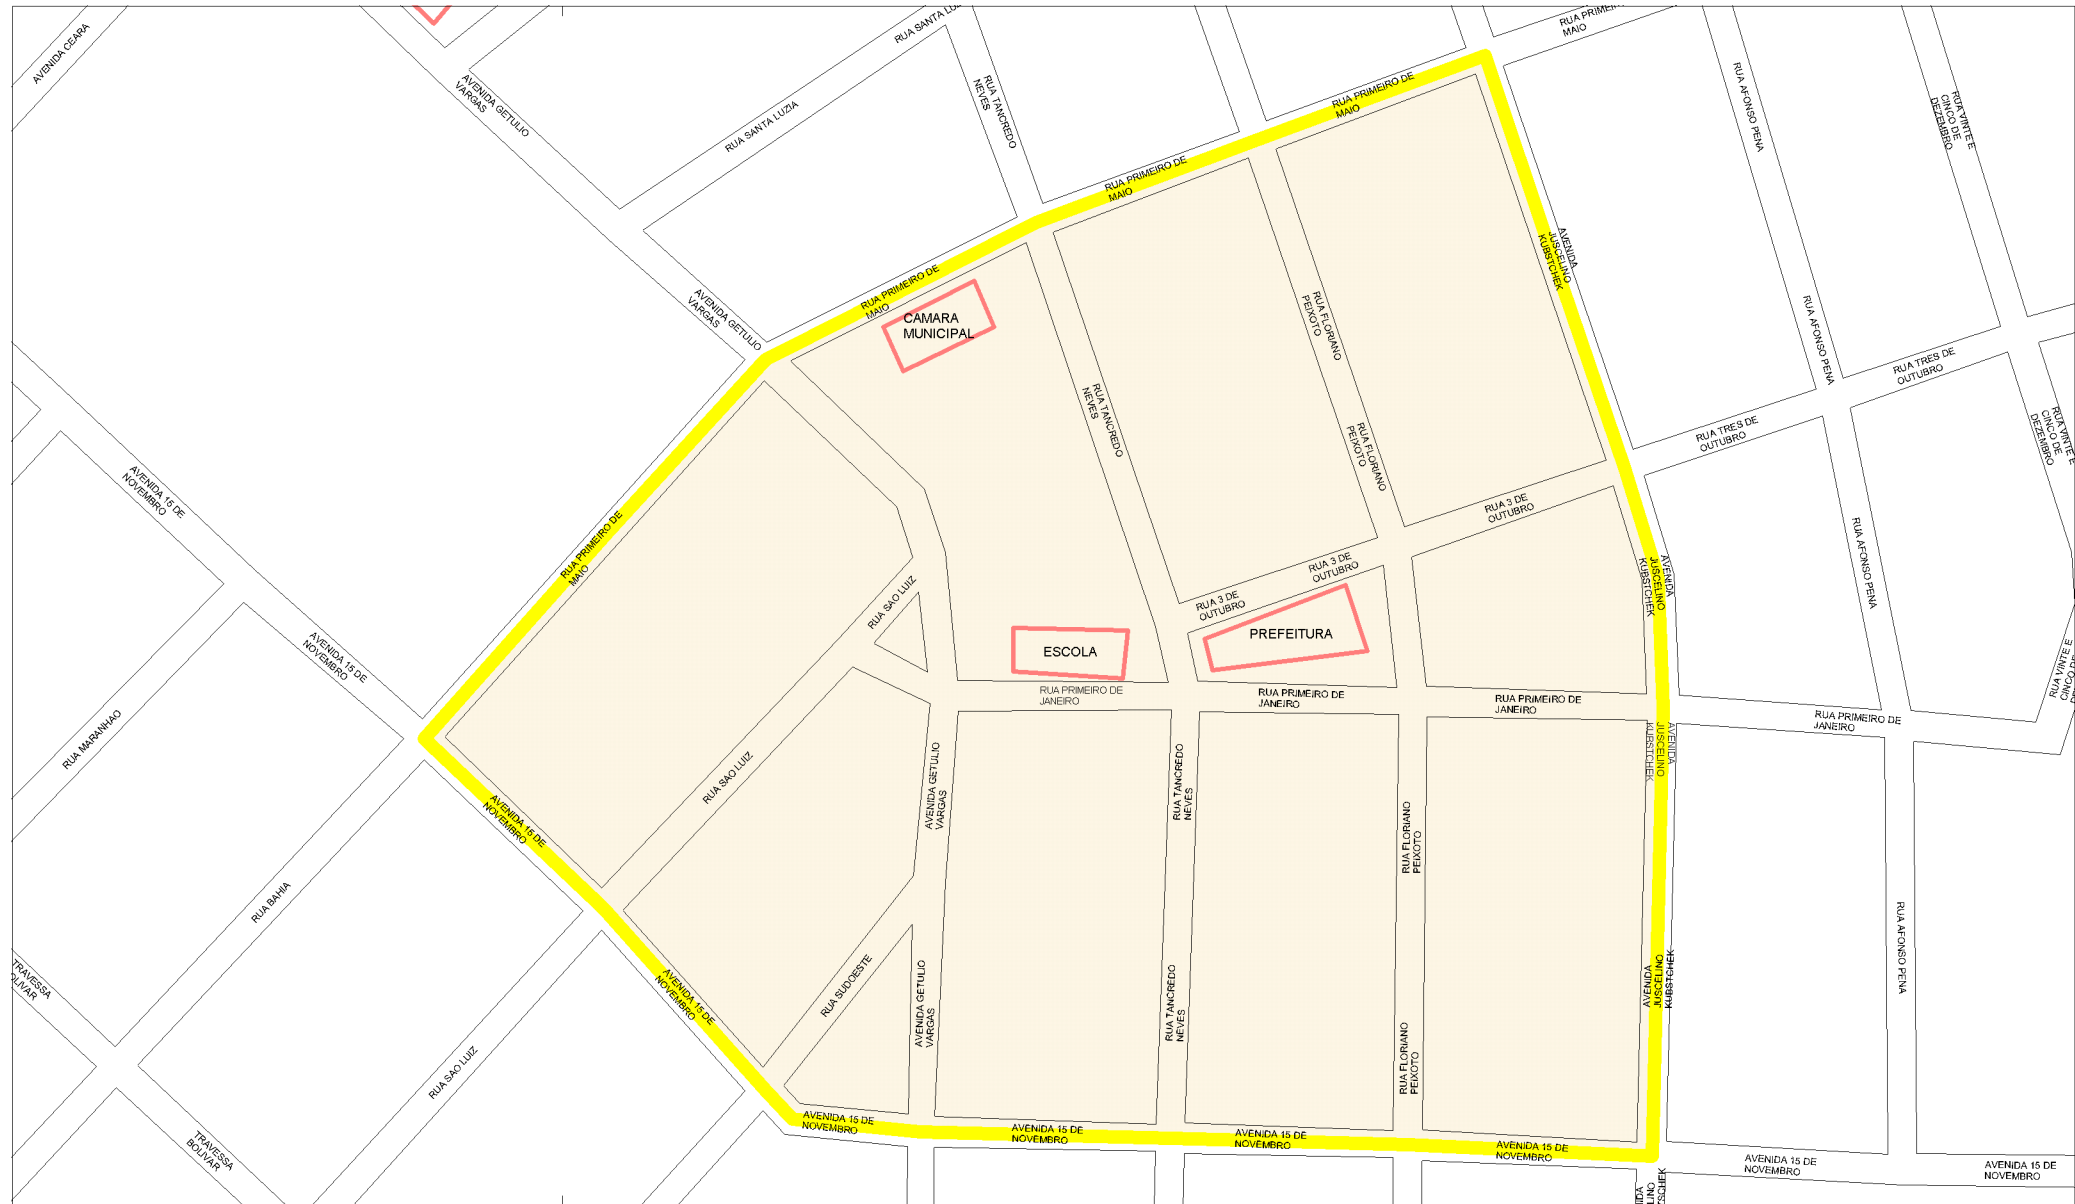 AVENIDA CEARA
AVENIDA GETULIO
VARGAS
RUA SANTA
RUA SANTA LUZIA
RUA TANCREDO
NEVES
RUA PRIMEIRO DE
MAIO
RUA PRIMEIRO DE
MAIO
RUA PRIMEIRO DE
MAIO
RUA AFONSO PENA
RUA VINTE E
CINCO DE
DEZEMBRO
AVENIDA GETULIO
VARGAS
RUA PRIMEIRO DE
MAIO
CAMARA
MUNICIPAL
AVENIDA
JUSCELINO
KUBSTCHEK
RUA FLORIANO
PEIXOTO
RUA AFONSO PENA
RUA TRES DE
OUTUBRO
RUA TANCREDO
NEVES
RUA FLORIANO
PEIXOTO
RUA TRES DE
OUTUBRO
RUA VINTE E
CINCO DE
DEZEMBRO
AVENIDA 15 DE
NOVEMBRO
RUA PRIMEIRO DE
MAIO
RUA 3 DE
OUTUBRO
RUA 3 DE
OUTUBRO
RUA 3 DE
OUTUBRO
AVENIDA
JUSCELINO
KUBSTCHEK
RUA AFONSO PENA
RUA SAO LUIZ
AVENIDA 15 DE
NOVEMBRO
ESCOLA
PREFEITURA
RUA VINTE E
CINCO DE
RUA PRIMEIRO DE
JANEIRO
RUA PRIMEIRO DE
JANEIRO
RUA PRIMEIRO DE
JANEIRO
RUA PRIMEIRO DE
JANEIRO
RUA MARANHAO
RUA SAO LUIZ
AVENIDA GETULIO
VARGAS
RUA TANCREDO
NEVES
RUA FLORIANO
PEIXOTO
AVENIDA
JUSCELINO
KUBSTCHEK
AVENIDA 15 DE
NOVEMBRO
RUA BAHIA
RUA AFONSO PENA
TRAVESSA
AVENIDA 15 DE
NOVEMBRO
RUA SUDOESTE
AVENIDA GETULIO
VARGAS
RUA TANCREDO
NEVES
RUA FLORIANO
PEIXOTO
AVENIDA
JUSCELINO
KUBSTCHEK
RUA SAO LUIZ
TRAVESSA
BOLIVAR
AVENIDA 15 DE
NOVEMBRO
AVENIDA 15 DE
NOVEMBRO
AVENIDA 15 DE
NOVEMBRO
AVENIDA 15 DE
NOVEMBRO
AVENIDA 15 DE
NOVEMBRO
AVENIDA 15 DE
NOVEMBRO